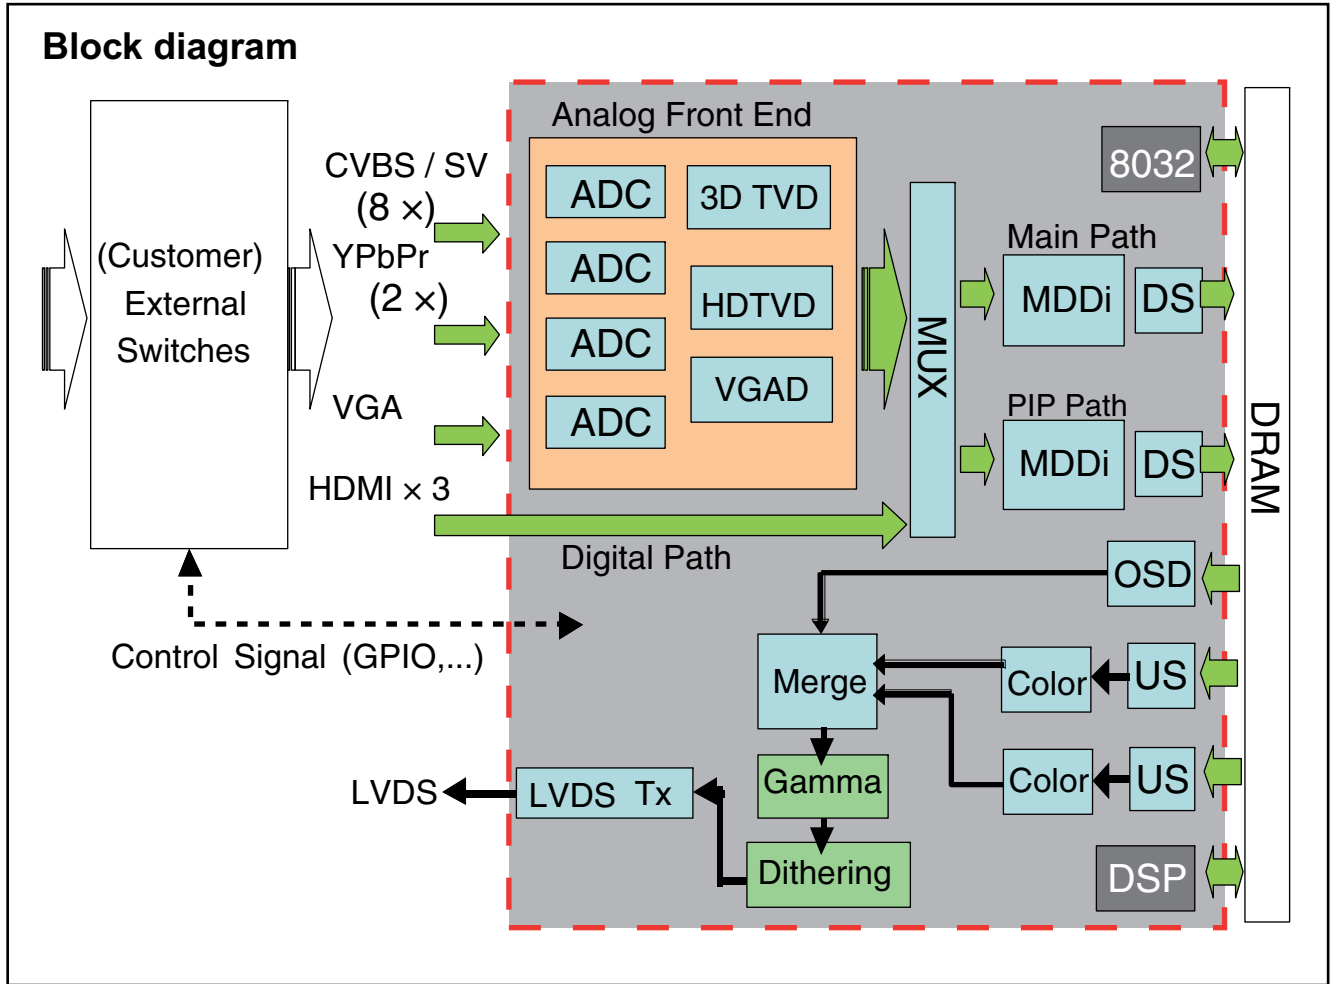 Block diagram
(Customer)
External
Switches
CVBS / SV
(8 ×)
YPbPr
(2 ×)
VGA
HDMI × 3
Control Signal (GPIO,...)
Analog Front End
ADC
ADC
ADC
ADC
3D TVD
HDTVD
VGAD
Digital Path
MUX
8032
Main Path
MDDi
DS
PIP Path
MDDi
DS
DRAM
OSD
Merge
Color
US
Color
US
Gamma
Dithering
LVDS Tx
LVDS
DSP